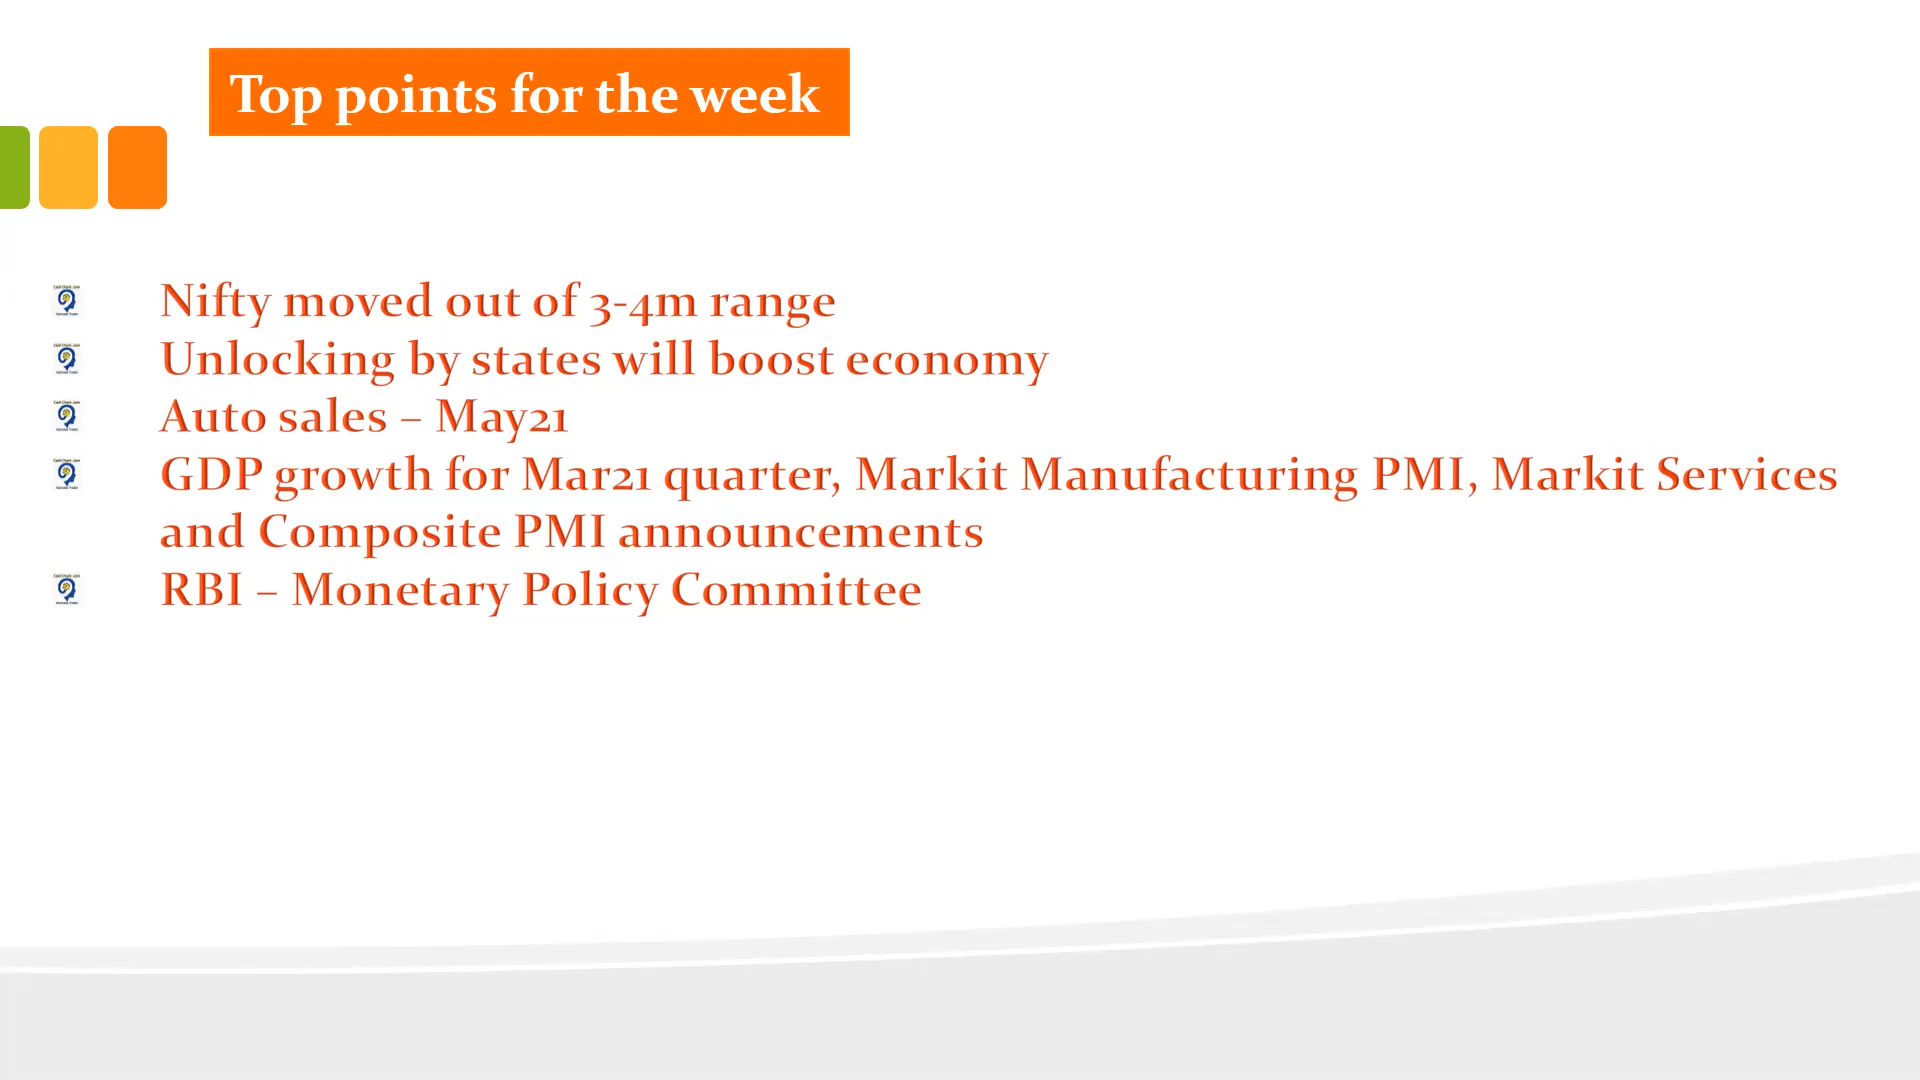 Top points for the week
Nifty moved out of 3-4m range
Unlocking by states will boost economy
Auto sales – May21
GDP growth for Mar21 quarter, Markit Manufacturing PMI, Markit Services
and Composite PMI announcements
RBI – Monetary Policy Committee